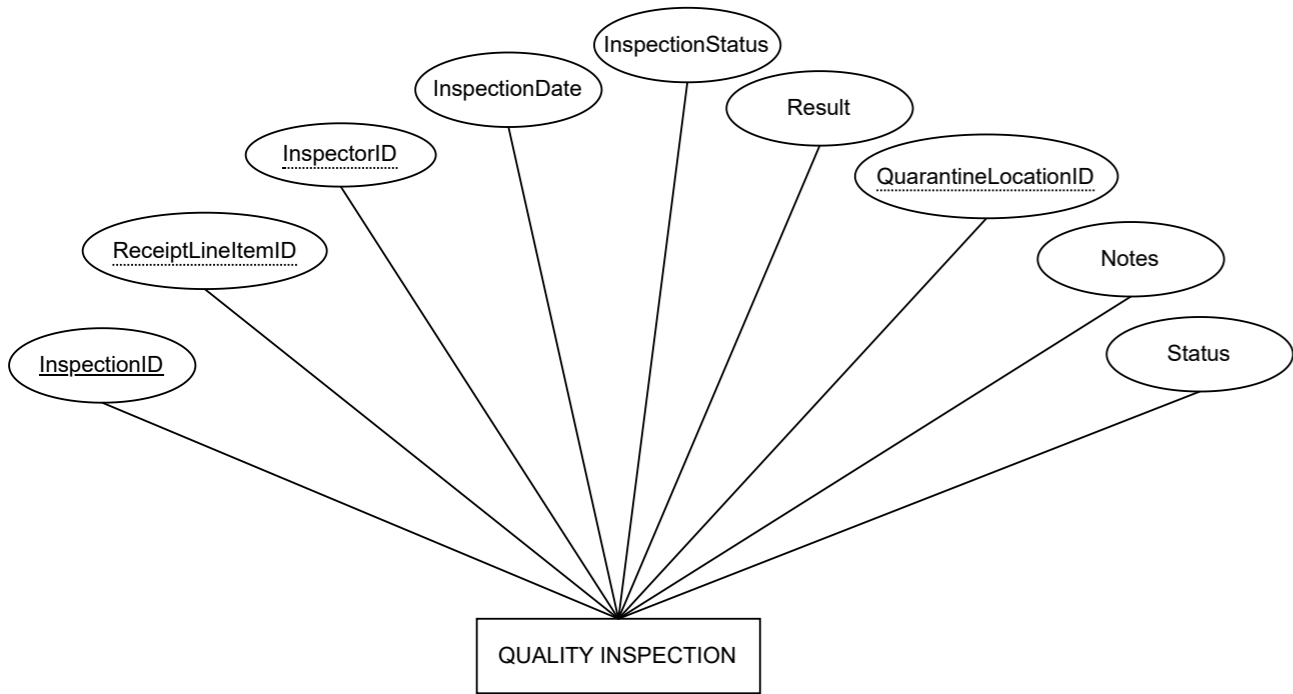 InspectionStatus
InspectionDate
Result
InspectorID
QuarantineLocationID
ReceiptLineItemID
Notes
InspectionID
Status
QUALITY INSPECTION